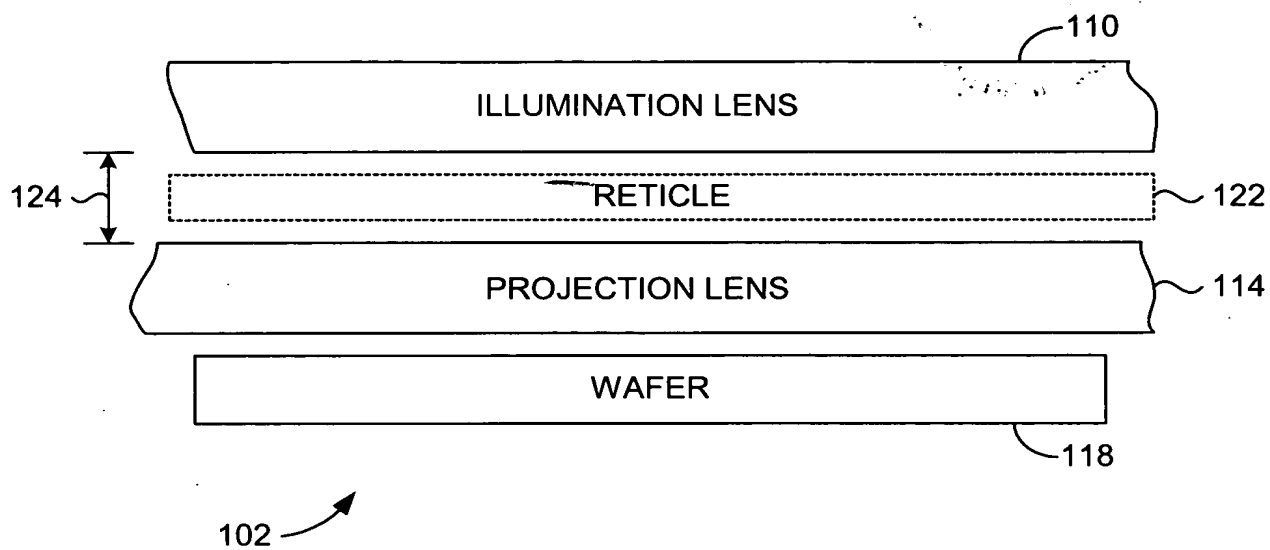 110
ILLUMINATION LENS
124
RETICLE
122
PROJECTION LENS
114
WAFER
118
102